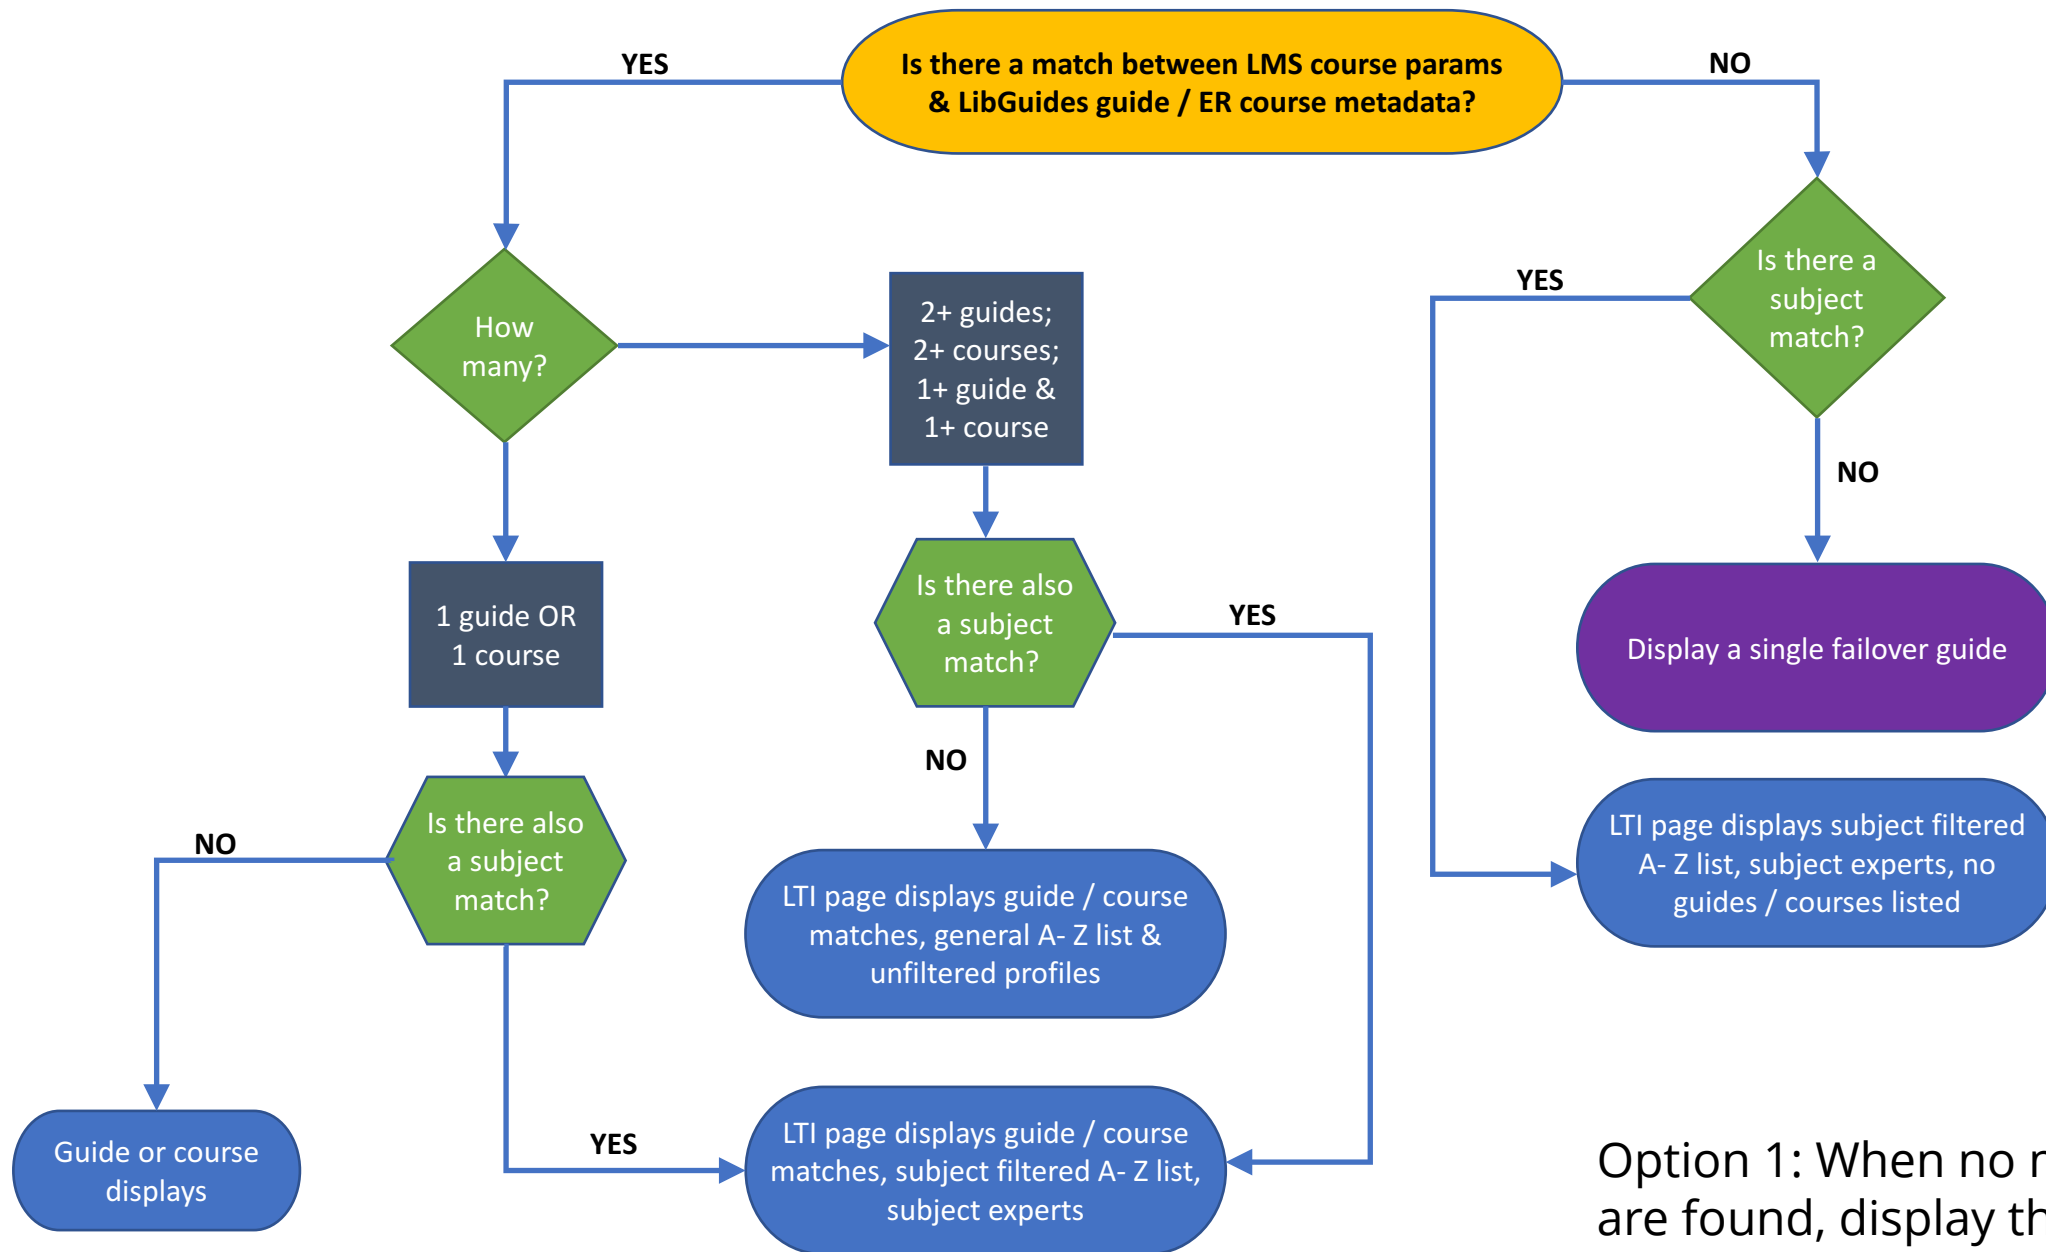 Is there a match between LMS course params
& LibGuides guide / ER course metadata?
YES
NO
How
many?
2+ guides;
2+ courses;
1+ guide &
1+ course
Is there a
subject
match?
YES
NO
1 guide OR
1 course
Is there also
a subject
match?
YES
NO
Display a single failover guide
Is there also
a subject
match?
NO
YES
LTI page displays guide / course
matches, general A- Z list &
unfiltered profiles
LTI page displays subject filtered
A- Z list, subject experts, no
guides / courses listed
Guide or course
displays
LTI page displays guide / course
matches, subject filtered A- Z list,
subject experts
Option 1: When no
are found, display